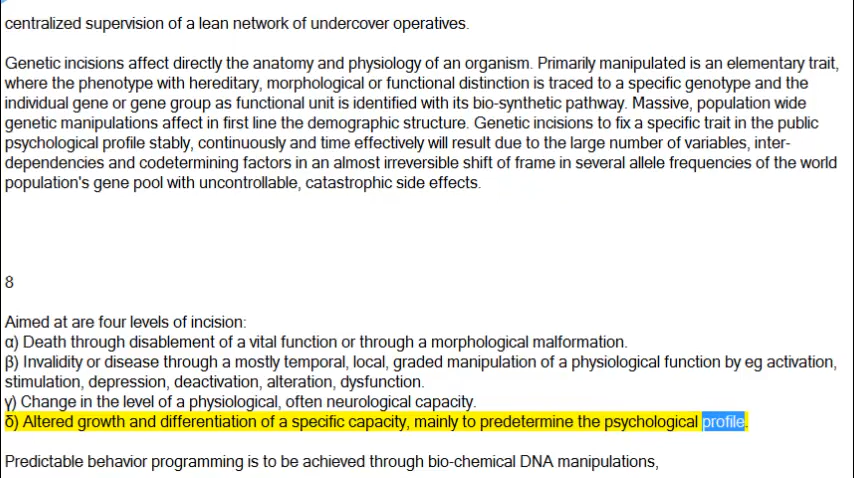 centralized supervision of a lean network of undercover operatives.
Genetic incisions affect directly the anatomy and physiology of an organism. Primarily manipulated is an elementary trait,
where the phenotype with hereditary, morphological or functional distinction is traced to a specific genotype and the
individual gene or gene group as functional unit is identified with its bio-synthetic pathway. Massive, population wide
genetic manipulations affect in first line the demographic structure. Genetic incisions to fix a specific trait in the public
psychological profile stably, continuously and time effectively will result due to the large number of variables, inter-
dependencies and codetermining factors in an almost irreversible shift of frame in several allele frequencies of the world
population's gene pool with uncontrollable, catastrophic side effects.
8
Aimed at are four levels of incision:
α) Death through disablement of a vital function or through a morphological malformation.
β) Invalidity or disease through a mostly temporal, local, graded manipulation of a physiological function by eg activation,
stimulation, depression, deactivation, alteration, dysfunction.
γ) Change in the level of a physiological, often neurological capacity.
δ) Altered growth and differentiation of a specific capacity, mainly to predetermine the psychological profile.
Predictable behavior programming is to be achieved through bio-chemical DNA manipulations,